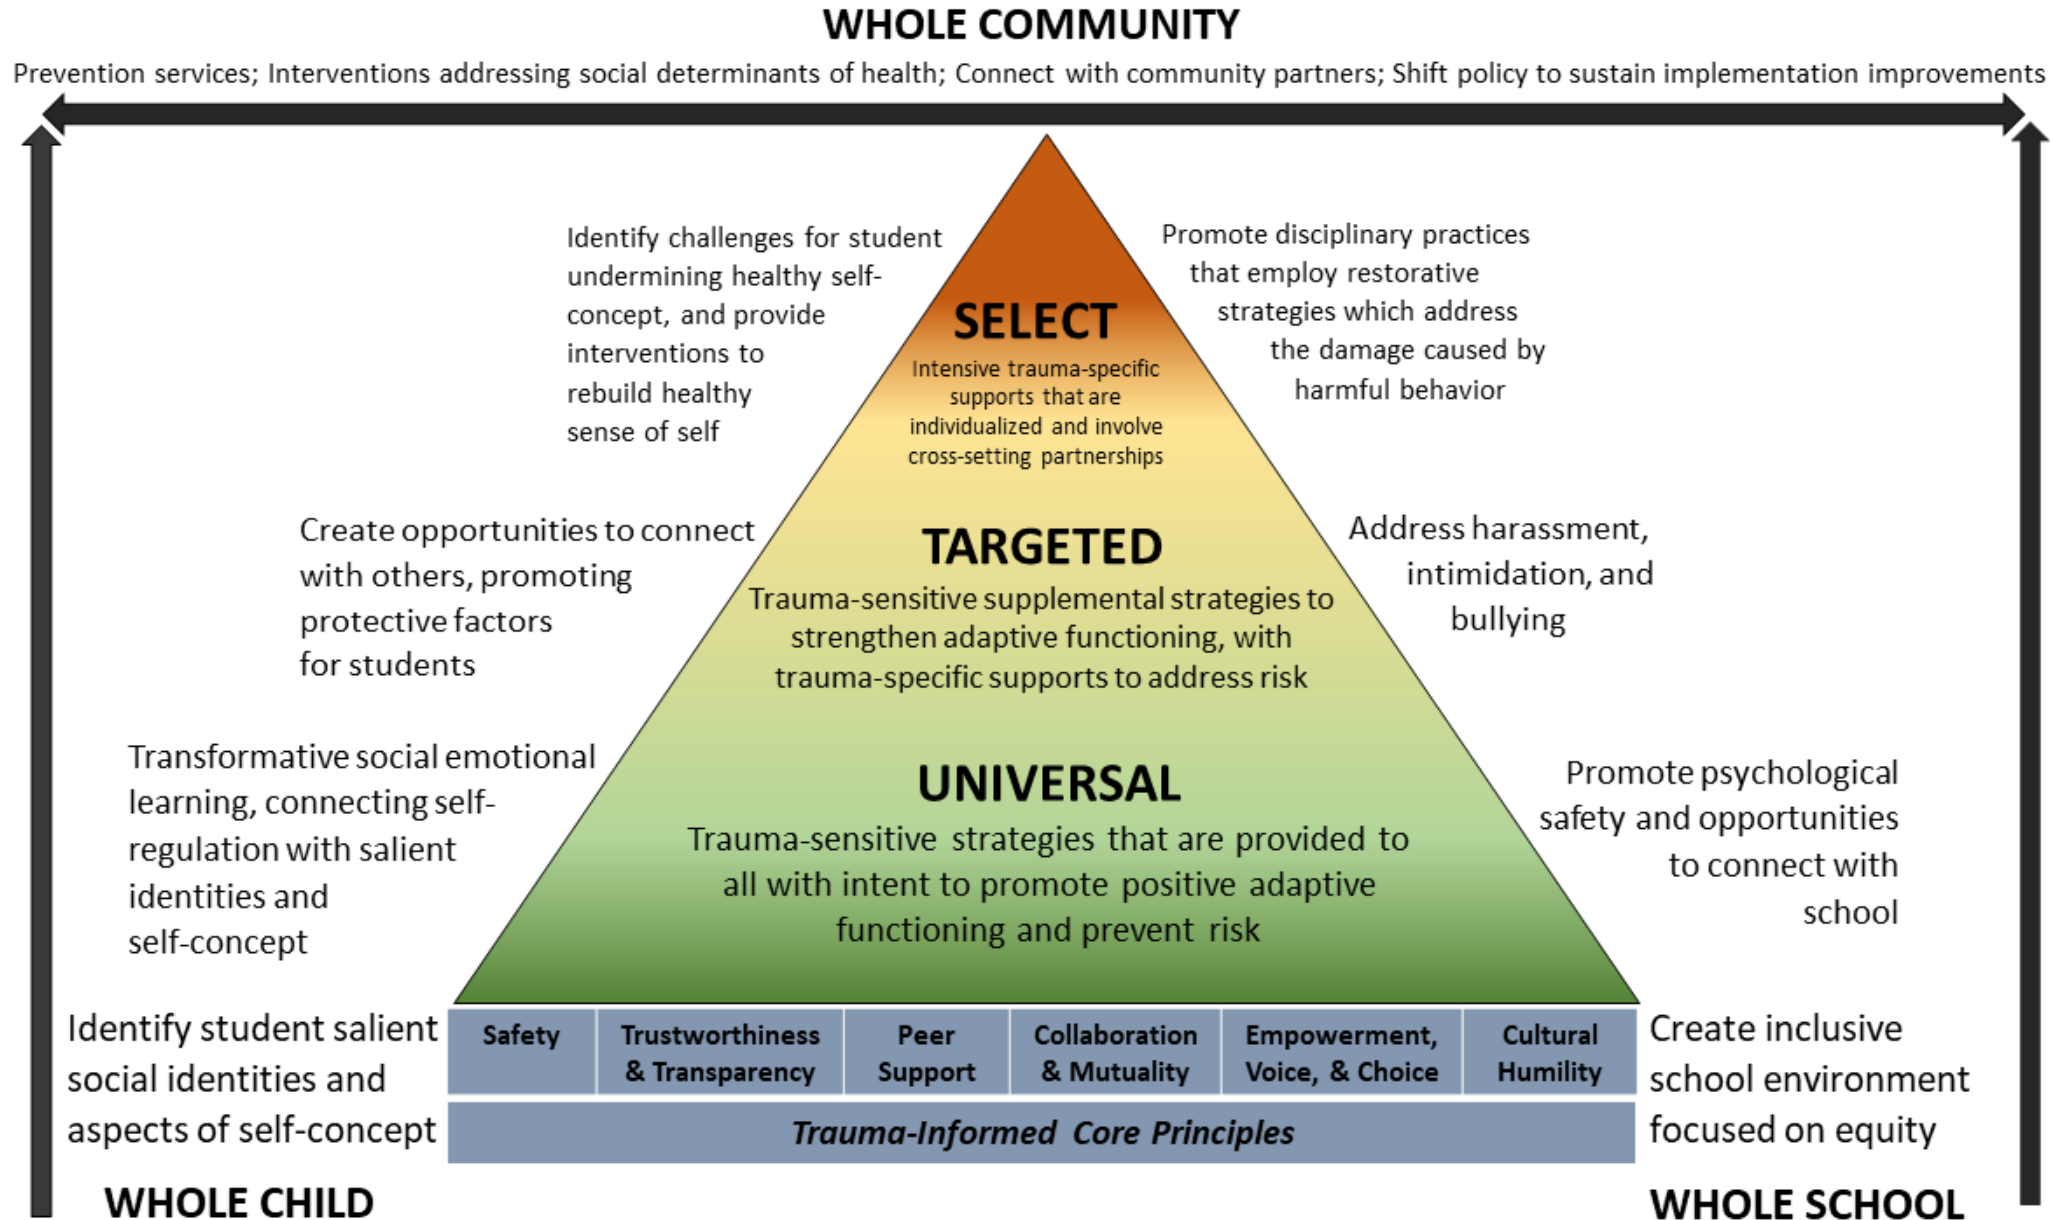 WHOLE COMMUNITY
Prevention services; Interventions addressing social determinants of health; Connect with community partners; Shift policy to sustain implementation improvements
Identify challenges for student
undermining healthy self-
concept, and provide
interventions to
rebuild healthy
sense of self
Promote disciplinary practices
that employ restorative
strategies which address
the damage caused by
harmful behavior
SELECT
Intensive trauma-specific
supports that are
individualized and involve
cross-setting partnerships
Create opportunities to connect
with others, promoting
protective factors
for students
TARGETED
Trauma-sensitive supplemental strategies to
strengthen adaptive functioning, with
trauma-specific supports to address risk
Address harassment,
intimidation, and
bullying
Transformative social emotional
learning, connecting self-
regulation with salient
identities and
self-concept
UNIVERSAL
Trauma-sensitive strategies that are provided to
all with intent to promote positive adaptive
functioning and prevent risk
Promote psychological
safety and opportunities
to connect with
school
Identify student salient
social identities and
aspects of self-concept
Safety
Trustworthiness
& Transparency
Peer
Support
Collaboration
& Mutuality
Empowerment,
Voice, & Choice
Cultural
Humility
Trauma-Informed Core Principles
Create inclusive
school environment
focused on equity
WHOLE CHILD
WHOLE SCHOOL